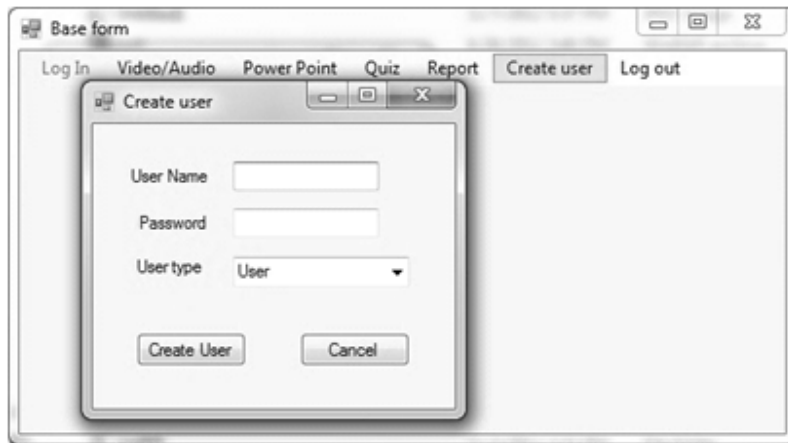 Base form
Log In Video/Audio Power Point Quiz Report Create user Log out
Create user
User Name
Password
User type User
Create User Cancel